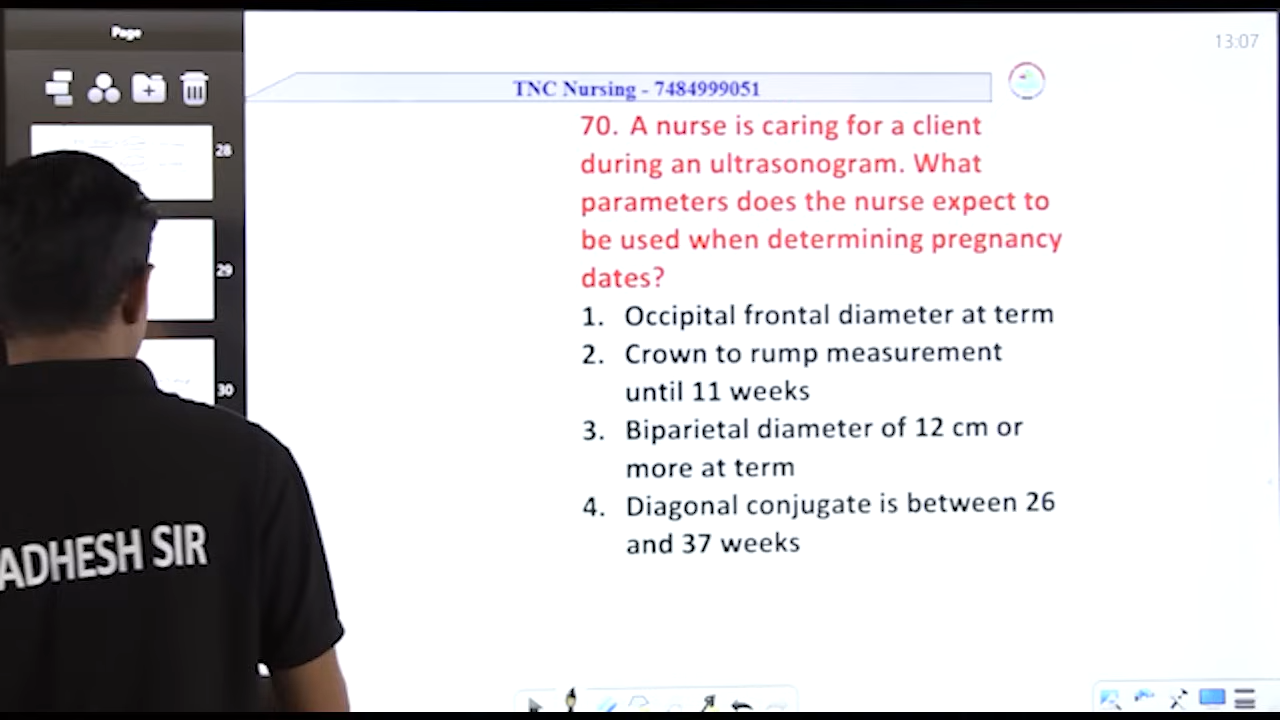 Page
13:07
TNC Nursing - 7484999051
28
70. A nurse is caring for a client
during an ultrasonogram. What
parameters does the nurse expect to
be used when determining pregnancy
dates?
29
1. Occipital frontal diameter at term
2. Crown to rump measurement
until 11 weeks
30
3. Biparietal diameter of 12 cm or
more at term
4. Diagonal conjugate is between 26
and 37 weeks
ADHESH SIR